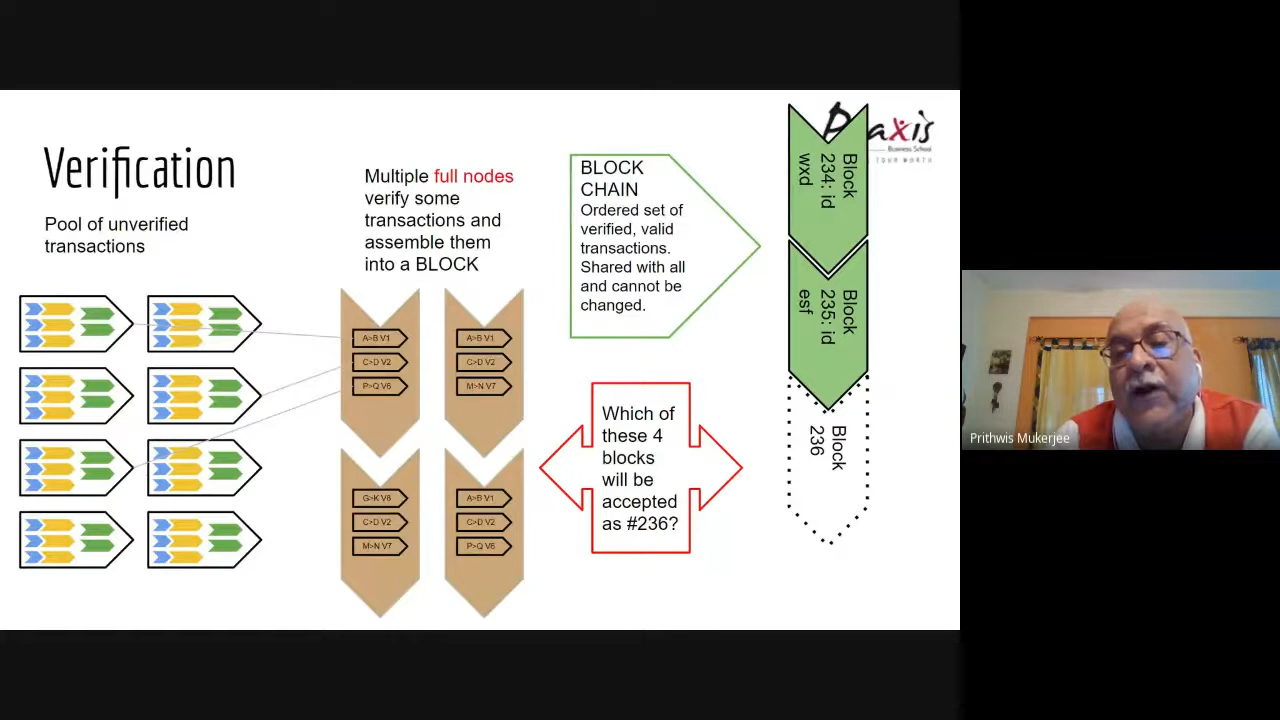 Verification
Pool of unverified
transactions
Multiple full nodes
verify some
transactions and
assemble them
into a BLOCK
A>B V1
C>D V2
P>Q V6
A>B V1
C>D V2
M>N V7
G>K V8
C>D V2
M>N V7
A>B V1
C>D V2
P>Q V6
BLOCK
CHAIN
Ordered set of
verified, valid
transactions.
Shared with all
and cannot be
changed.
Which of
these 4
blocks
will be
accepted
as #236?
Block
234: id
wxd
Block
235: id
esf
Block
236
Business School
Prithwis Mukerjee